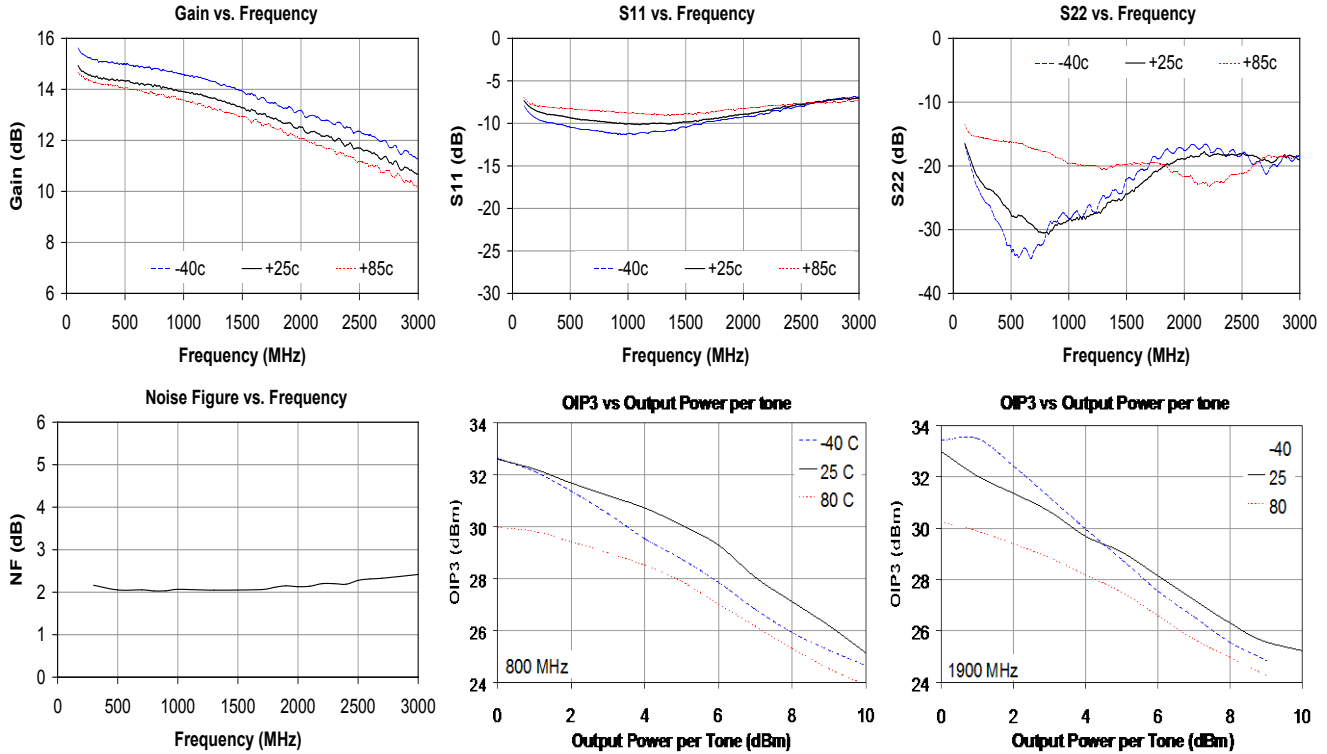 Gain vs. Frequency
16
14
12
10
8
6
Gain (dB)
-40c +25c +85c
0 500 1000 1500 2000 2500 3000
Frequency (MHz)
S11 vs. Frequency
0
-5
-10
-15
-20
-25
-30
S11 (dB)
-40c +25c +85c
0 500 1000 1500 2000 2500 3000
Frequency (MHz)
S22 vs. Frequency
0
-10
-20
-30
-40
S22 (dB)
-40c +25c +85c
0 500 1000 1500 2000 2500 3000
Frequency (MHz)
Noise Figure vs. Frequency
6
5
4
3
2
1
0
NF (dB)
0 500 1000 1500 2000 2500 3000
Frequency (MHz)
OIP3 vs Output Power per tone
34
32
30
28
26
24
OIP3 (dBm)
-40 C
25 C
80 C
800 MHz
0 2 4 6 8 10
Output Power per Tone (dBm)
OIP3 vs Output Power per tone
34
32
30
28
26
24
OIP3 (dBm)
-40
25
80
1900 MHz
0 2 4 6 8 10
Output Power per Tone (dBm)